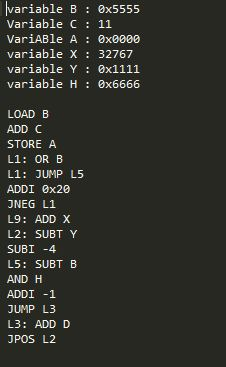 variable B : 0x5555
Variable C : 11
VariABle A : 0x0000
variable X : 32767
variable Y : 0x1111
variable H : 0x6666
LOAD B
ADD C
STORE A
L1: OR B
L1: JUMP L5
ADDI 0x20
JNEG L1
L9: ADD X
L2: SUBT Y
SUBI -4
L5: SUBT B
AND H
ADDI -1
JUMP L3
L3: ADD D
JPOS L2